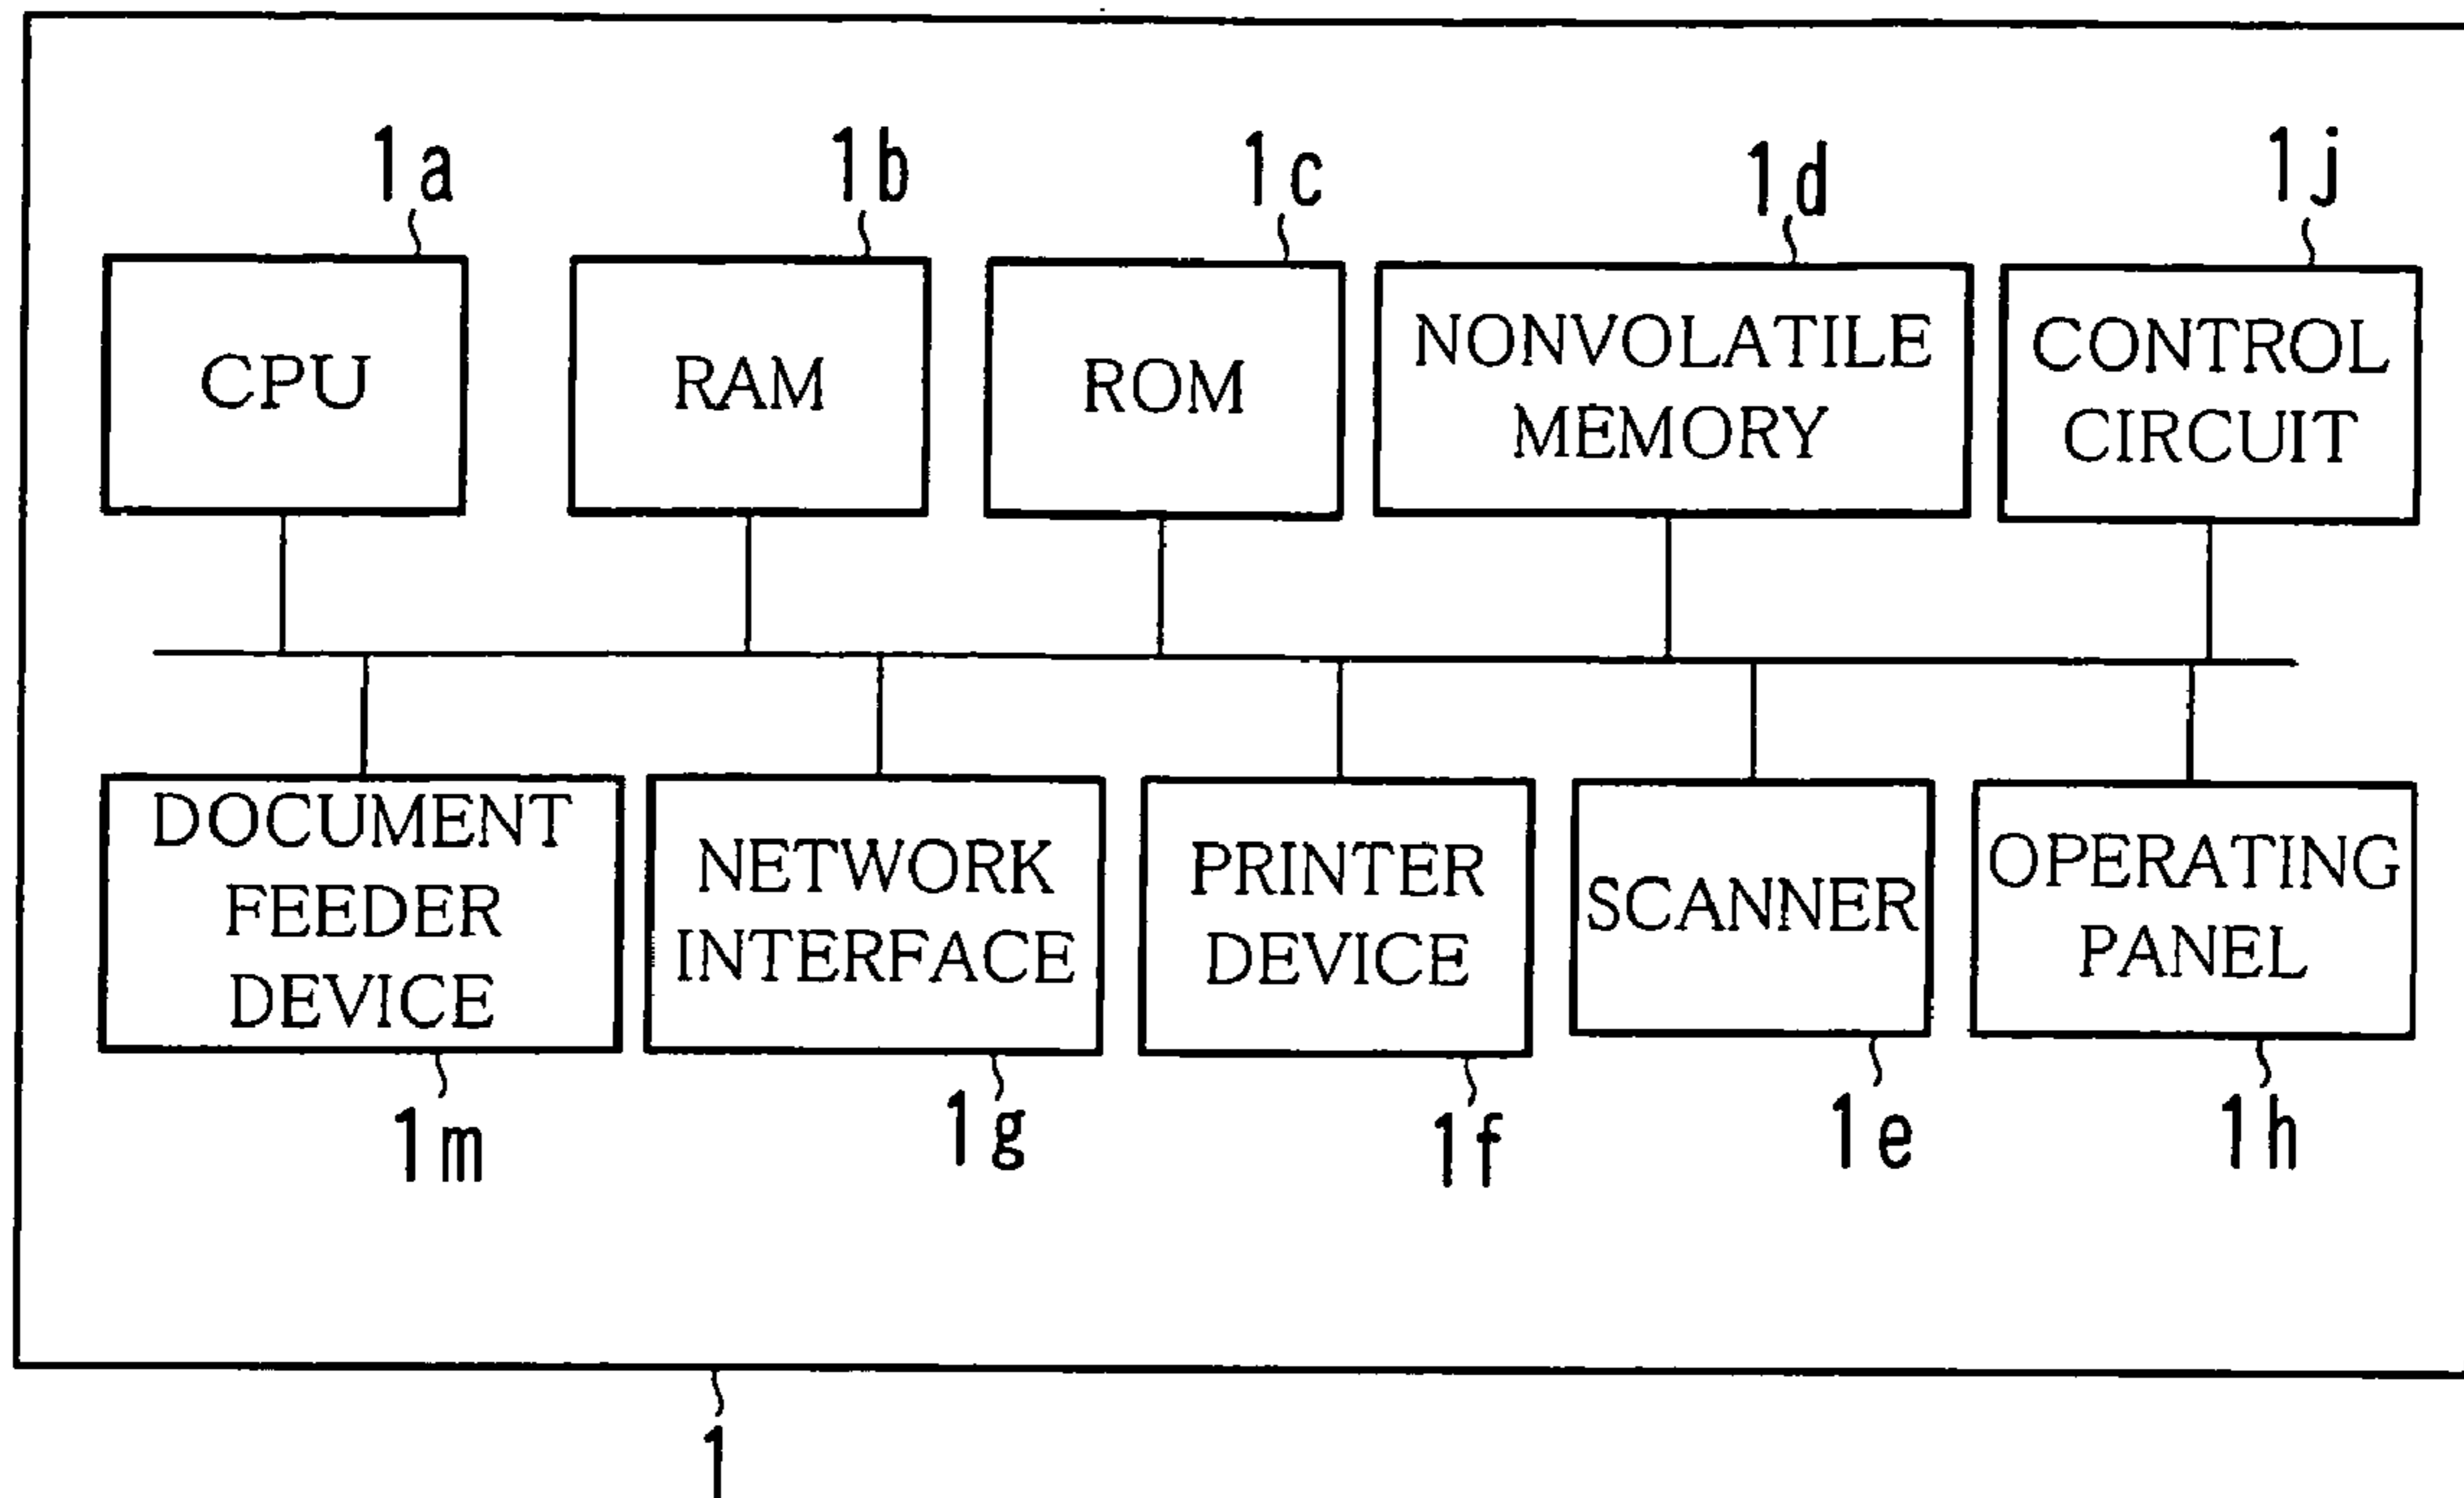 1a
1b
1c
1d
1j
CPU
RAM
ROM
NONVOLATILE
MEMORY
CONTROL
CIRCUIT
DOCUMENT
FEEDER
DEVICE
NETWORK
INTERFACE
PRINTER
DEVICE
SCANNER
OPERATING
PANEL
1m
1g
1f
1e
1h
1